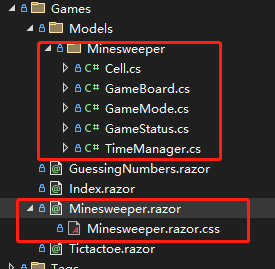 Games
Models
Minesweeper
C# Cell.cs
C# GameBoard.cs
C# GameMode.cs
C# GameStatus.cs
C# TimeManager.cs
@ GuessingNumbers.razor
@ Index.razor
@ Minesweeper.razor
A Minesweeper.razor.css
@ Tictactoe.razor
Tags